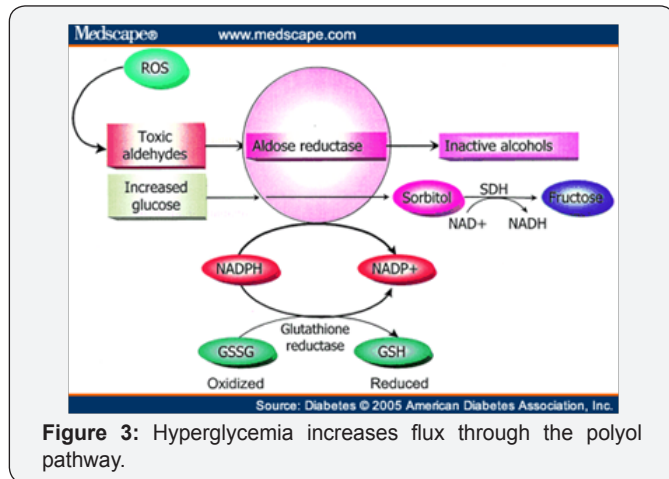 Medscape® www.medscape.com
ROS
Toxic aldehydes
Aldose reductase
Inactive alcohols
Increased glucose
Sorbitol
SDH
Fructose
NAD+ NADH
NADPH
NADP+
Glutathione reductase
GSSG
GSH
Oxidized
Reduced
Source: Diabetes © 2005 American Diabetes Association, Inc.
Figure 3: Hyperglycemia increases flux through the polyol
pathway.